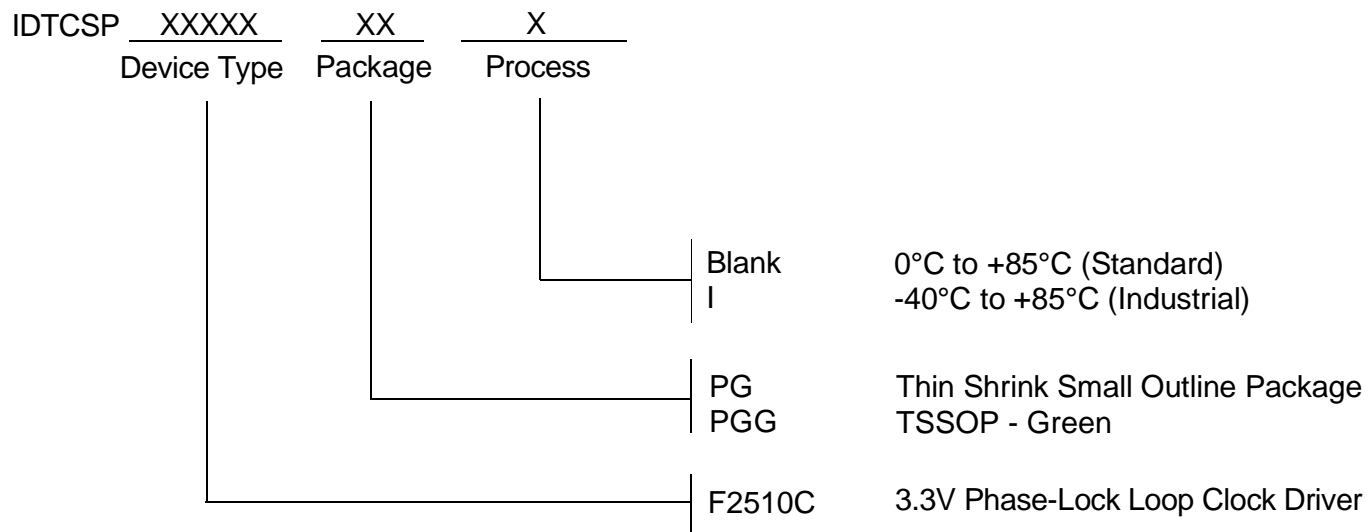 IDTCSP XXXXX XX X
Device Type Package Process
Blank 0°C to +85°C (Standard)
I -40°C to +85°C (Industrial)
PG Thin Shrink Small Outline Package
PGG TSSOP - Green
F2510C 3.3V Phase-Lock Loop Clock Driver